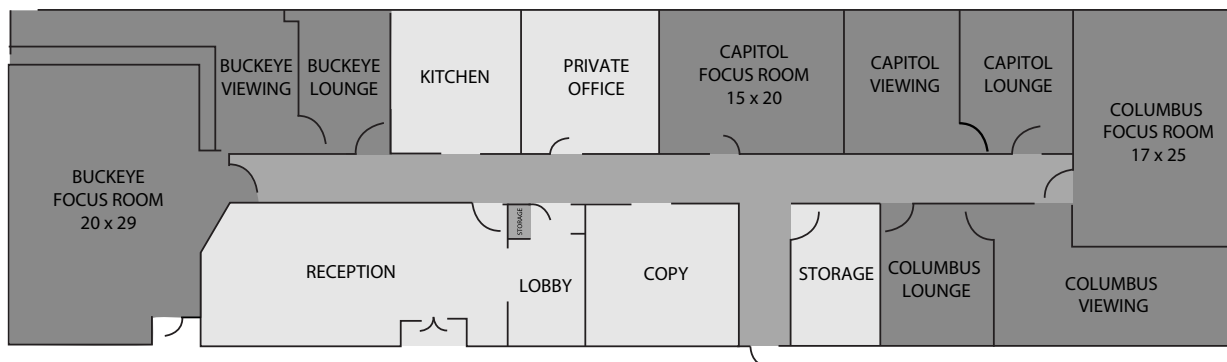 BUCKEYE
VIEWING
BUCKEYE
LOUNGE
KITCHEN
PRIVATE
OFFICE
CAPITOL
FOCUS ROOM
15 x 20
CAPITOL
VIEWING
CAPITOL
LOUNGE
COLUMBUS
FOCUS ROOM
17 x 25
BUCKEYE
FOCUS ROOM
20 x 29
RECEPTION
STORAGE
LOBBY
COPY
STORAGE
COLUMBUS
LOUNGE
COLUMBUS
VIEWING